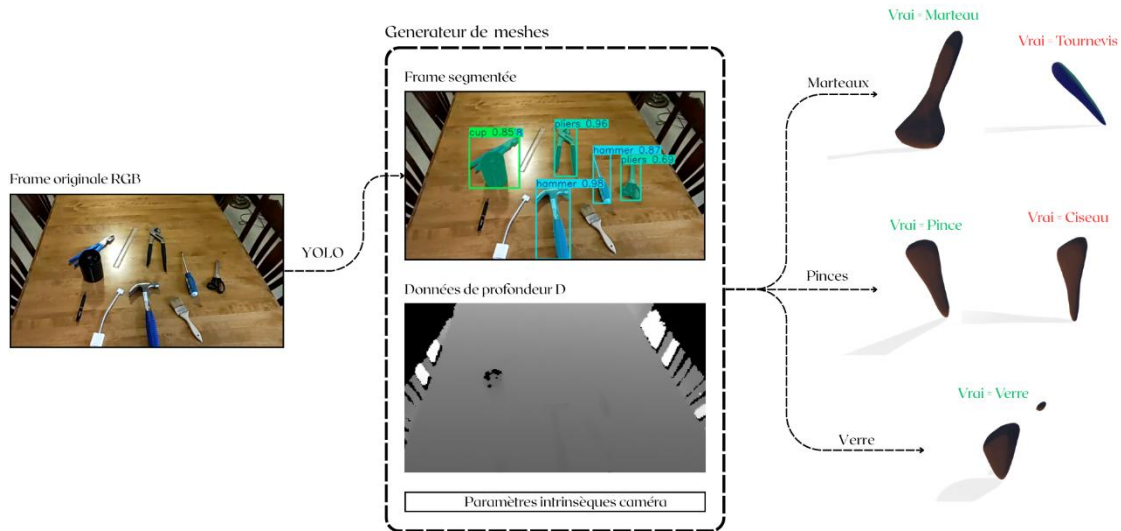 Generateur de meshes
Frame segmentée
cup 0.85
pliers 0.96
hammer 0.87
pliers 0.69
hammer 0.98
Frame originale RGB
YOLO
Données de profondeur D
Paramètres intrinsèques caméra
Marteaux
Vrai = Marteau
Vrai = Tournevis
Pinces
Vrai = Pince
Vrai = Ciseau
Verre
Vrai = Verre